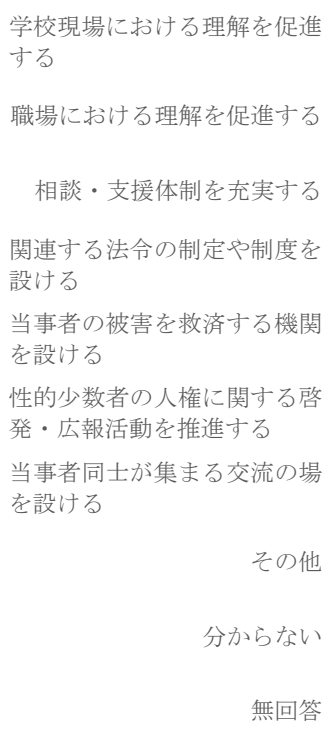 学校現場における理解を促進
する
職場における理解を促進する
相談・支援体制を充実する
関連する法令の制定や制度を
設ける
当事者の被害を救済する機関
を設ける
性的少数者の人権に関する啓
発・広報活動を推進する
当事者同士が集まる交流の場
を設ける
その他
分からない
無回答